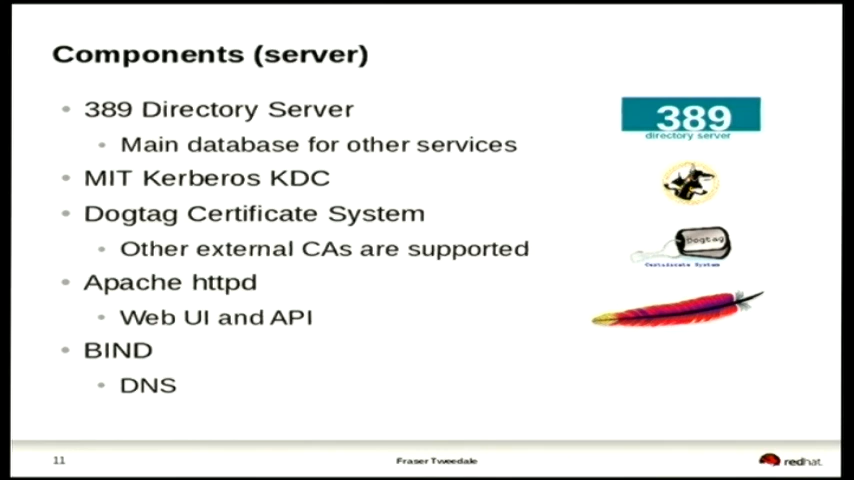 Components (server)
389 Directory Server
Main database for other services
MIT Kerberos KDC
Dogtag Certificate System
Other external CAs are supported
Apache httpd
Web UI and API
BIND
DNS
389
directory server
Dogtag
Certificate System
11
Fraser Tweedale
redhat.